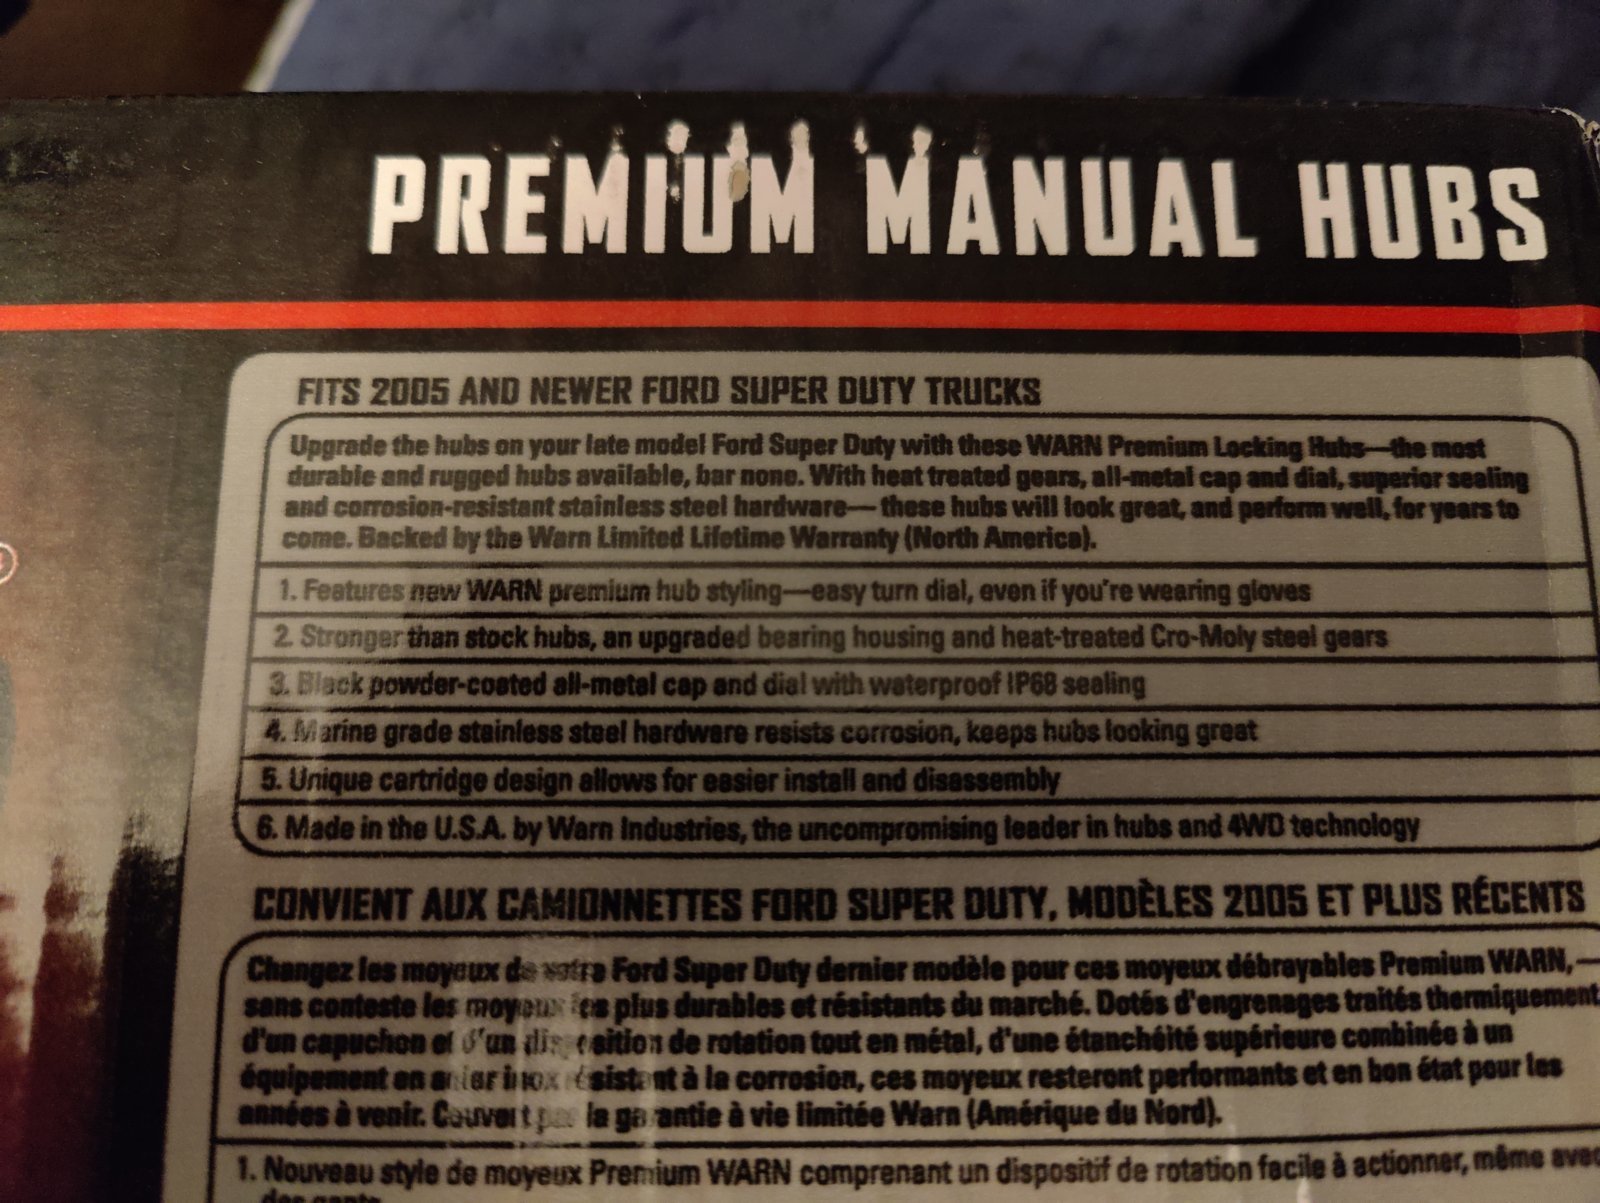 PREMIUM MANUAL HUBS
FITS 2005 AND NEWER FORD SUPER DUTY TRUCKS
Upgrade the hubs on your late model Ford Super Duty with these WARN Premium Locking Hubs—the most
durable and rugged hubs available, bar none. With heat treated gears, all-metal cap and dial, superior sealing
and corrosion-resistant stainless steel hardware— these hubs will look great, and perform well, for years to
come. Backed by the Warn Limited Lifetime Warranty (North America).
1. Features new WARN premium hub styling—easy turn dial, even if you're wearing gloves
2. Stronger than stock hubs, an upgraded bearing housing and heat-treated Cro-Moly steel gears
3. Black powder-coated all-metal cap and dial with waterproof IP68 sealing
4. Marine grade stainless steel hardware resists corrosion, keeps hubs looking great
5. Unique cartridge design allows for easier install and disassembly
6. Made in the U.S.A. by Warn Industries, the uncompromising leader in hubs and 4WD technology
CONVIENT AUX CAMIONNETTES FORD SUPER DUTY, MODÈLES 2005 ET PLUS RÉCENTS
Changez les moyeux de votre Ford Super Duty dernier modèle pour ces moyeux débrayables Premium WARN,—
sans conteste les moyeux les plus durables et résistants du marché. Dotés d'engrenages traités thermiquement
d'un capuchon et d'un disposition de rotation tout en métal, d'une étanchéité supérieure combinée à un
équipement en acier inox résistant à la corrosion, ces moyeux resteront performants et en bon état pour les
années à venir. Couvert par la garantie à vie limitée Warn (Amérique du Nord).
1. Nouveau style de moyeux Premium WARN comprenant un dispositif de rotation facile à actionner, même avec
des gants